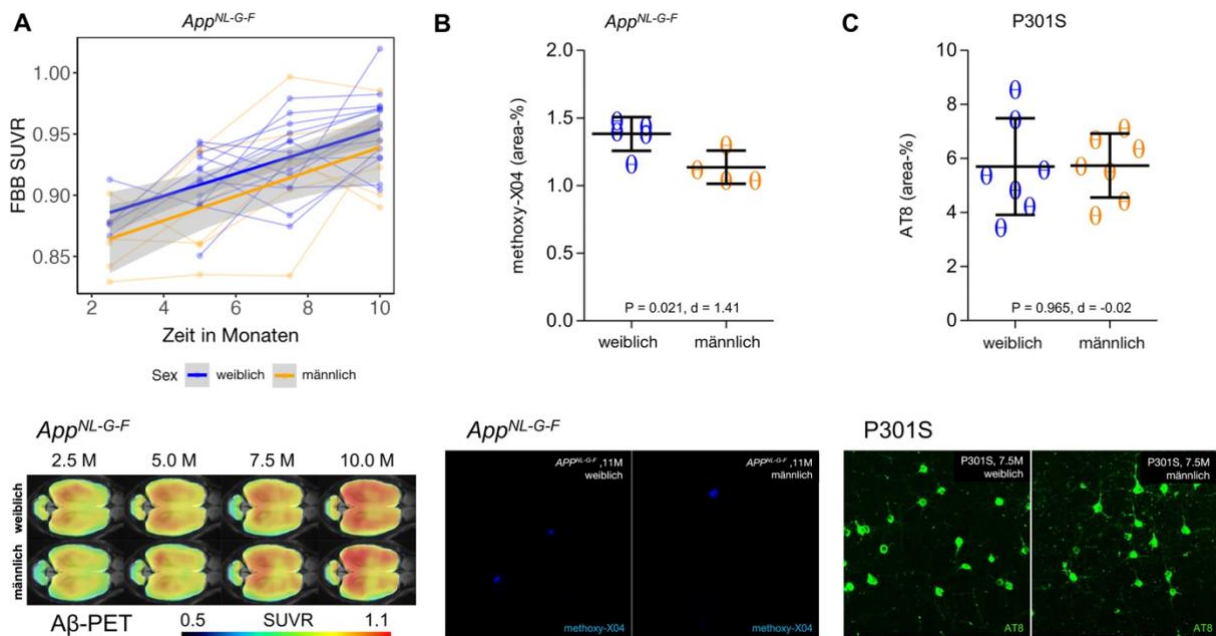 A
App^NL-G-F
1.00
0.95
0.90
0.85
FBB SUVR
2 4 6 8 10
Zeit in Monaten
Sex weiblich männlich
B
App^NL-G-F
2.0
1.5
1.0
0.5
0.0
methoxy-X04 (area-%)
P = 0.021, d = 1.41
weiblich männlich
C
P301S
10
8
6
4
2
0
AT8 (area-%)
P = 0.965, d = -0.02
weiblich männlich
App^NL-G-F
2.5 M 5.0 M 7.5 M 10.0 M
weiblich
männlich
Aβ-PET
SUVR
0.5 1.1
App^NL-G-F
APP^NL-G-F ,11M
weiblich
methoxy-X04
APP^NL-G-F ,11M
männlich
methoxy-X04
P301S
P301S, 7.5M
weiblich
AT8
P301S, 7.5M
männlich
AT8